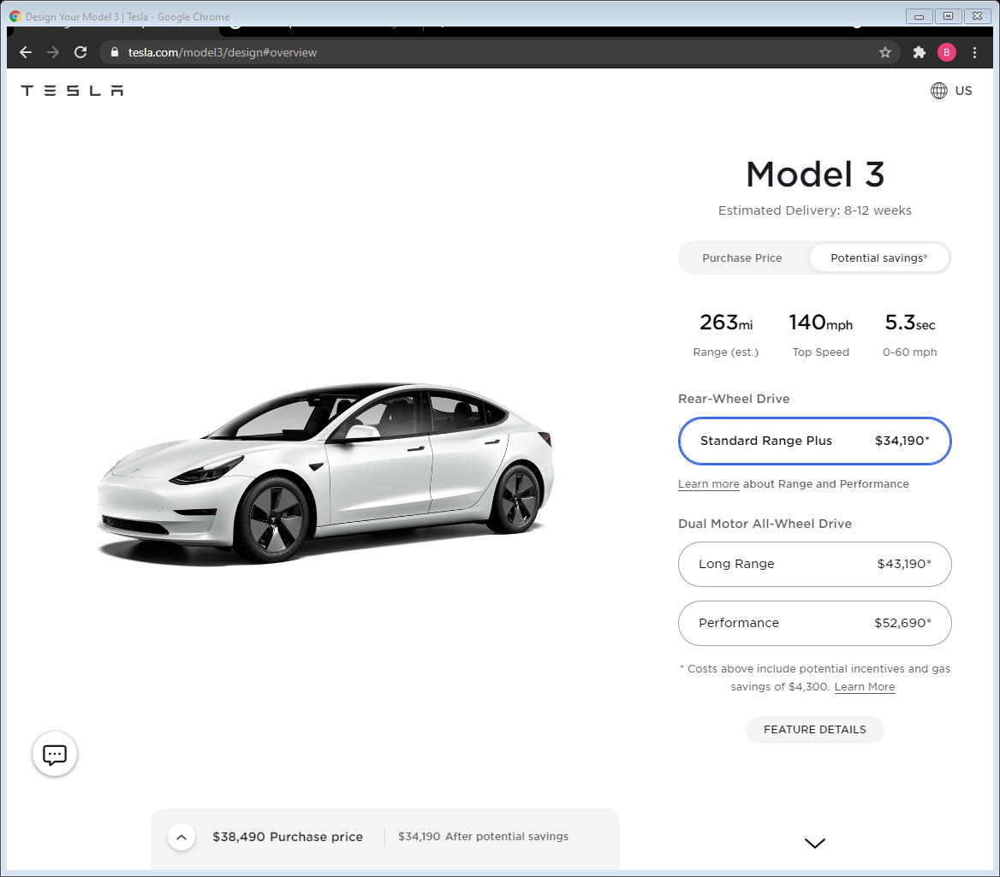 Design Your Model 3 | Tesla - Google Chrome
tesla.com/model3/design#overview
B
TESLA
US
Model 3
Estimated Delivery: 8-12 weeks
Purchase Price Potential savings*
263mi 140mph 5.3sec
Range (est.) Top Speed 0-60 mph
Rear-Wheel Drive
Standard Range Plus $34,190*
Learn more about Range and Performance
Dual Motor All-Wheel Drive
Long Range $43,190*
Performance $52,690*
* Costs above include potential incentives and gas
savings of $4,300. Learn More
FEATURE DETAILS
$38,490 Purchase price $34,190 After potential savings